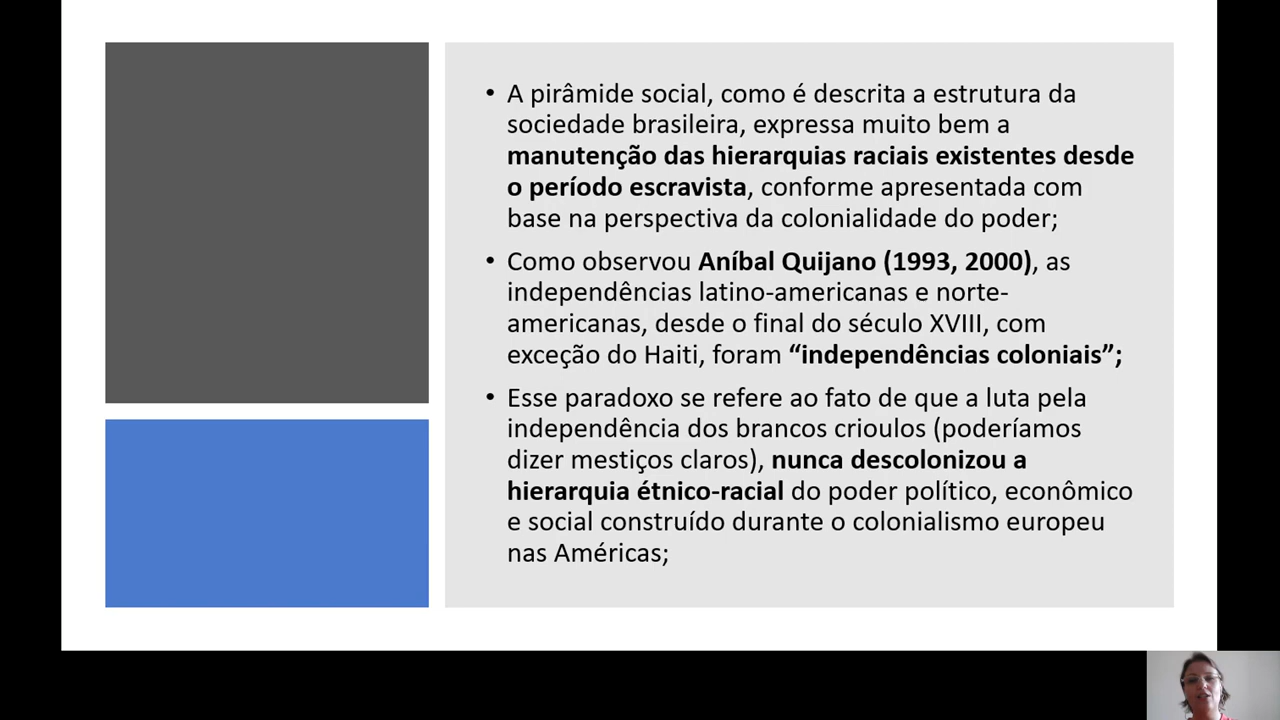 • A pirâmide social, como é descrita a estrutura da
sociedade brasileira, expressa muito bem a
manutenção das hierarquias raciais existentes desde
o período escravista, conforme apresentada com
base na perspectiva da colonialidade do poder;
• Como observou Aníbal Quijano (1993, 2000), as
independências latino-americanas e norte-
americanas, desde o final do século XVIII, com
exceção do Haiti, foram “independências coloniais”;
• Esse paradoxo se refere ao fato de que a luta pela
independência dos brancos crioulos (poderíamos
dizer mestiços claros), nunca descolonizou a
hierarquia étnico-racial do poder político, econômico
e social construído durante o colonialismo europeu
nas Américas;